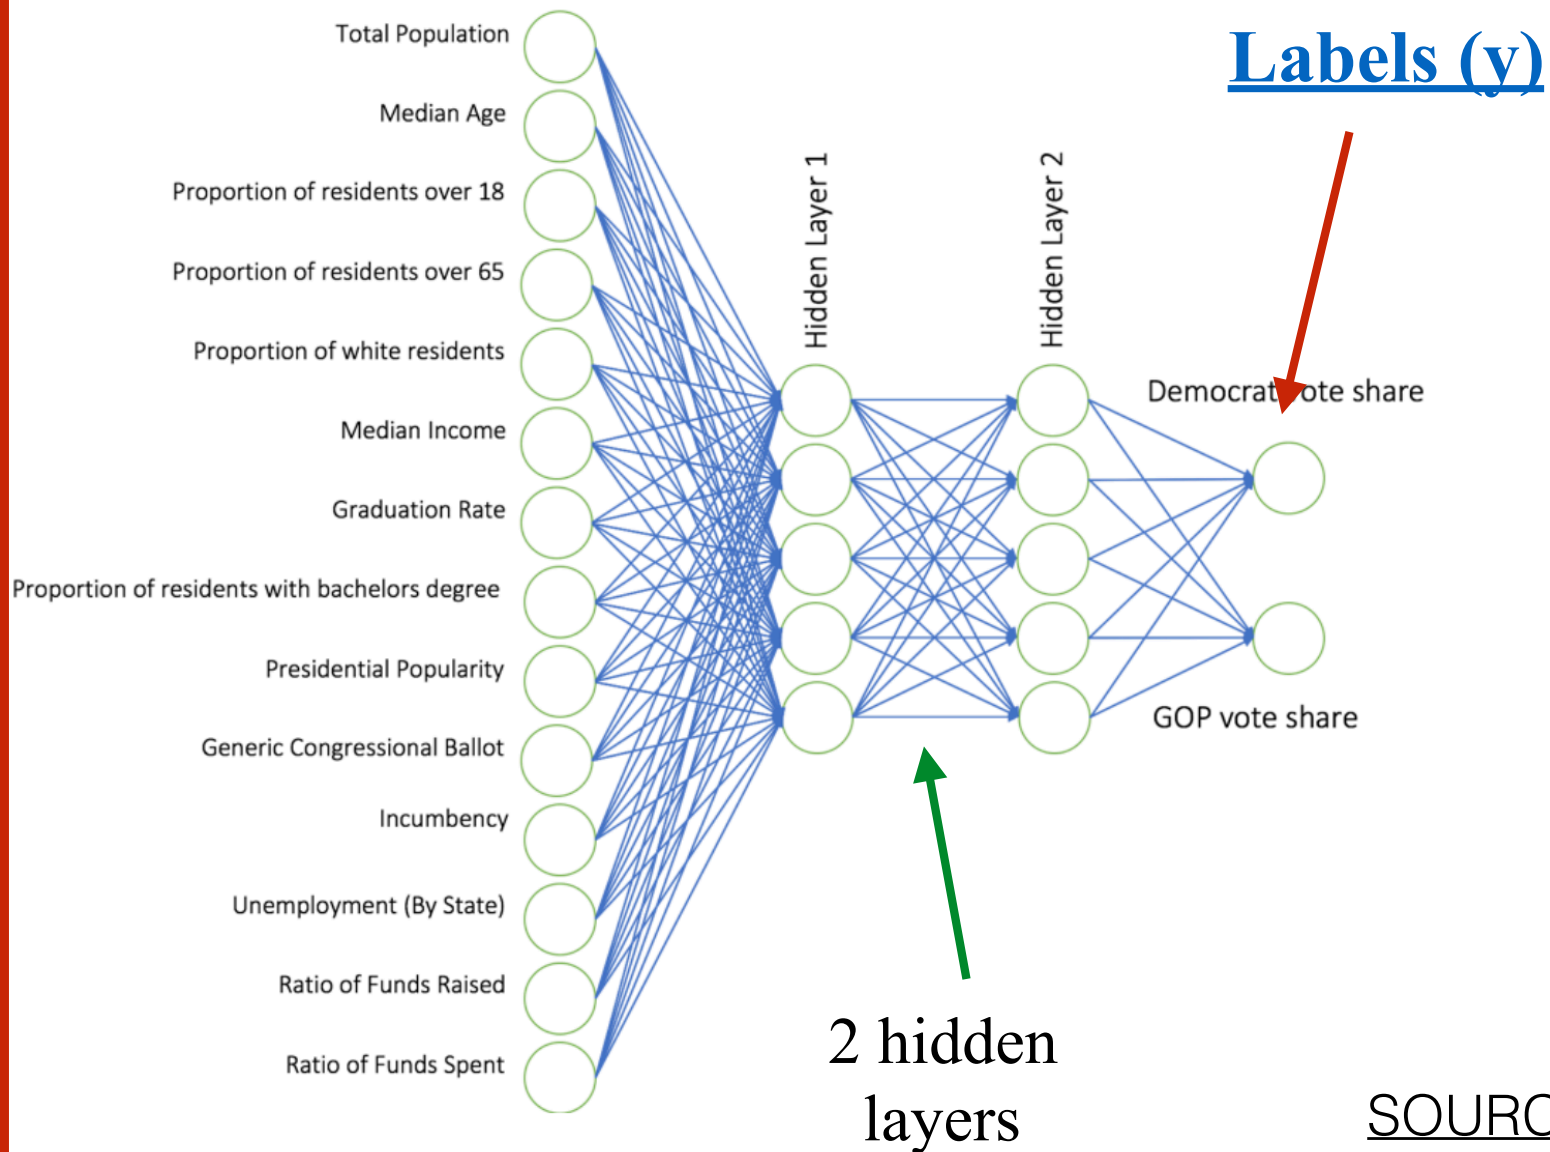 Total Population
Median Age
Proportion of residents over 18
Proportion of residents over 65
Proportion of white residents
Median Income
Graduation Rate
Proportion of residents with bachelors degree
Presidential Popularity
Generic Congressional Ballot
Incumbency
Unemployment (By State)
Ratio of Funds Raised
Ratio of Funds Spent
Hidden Layer 1
Hidden Layer 2
Labels (y)
Democrat vote share
GOP vote share
2 hidden
layers